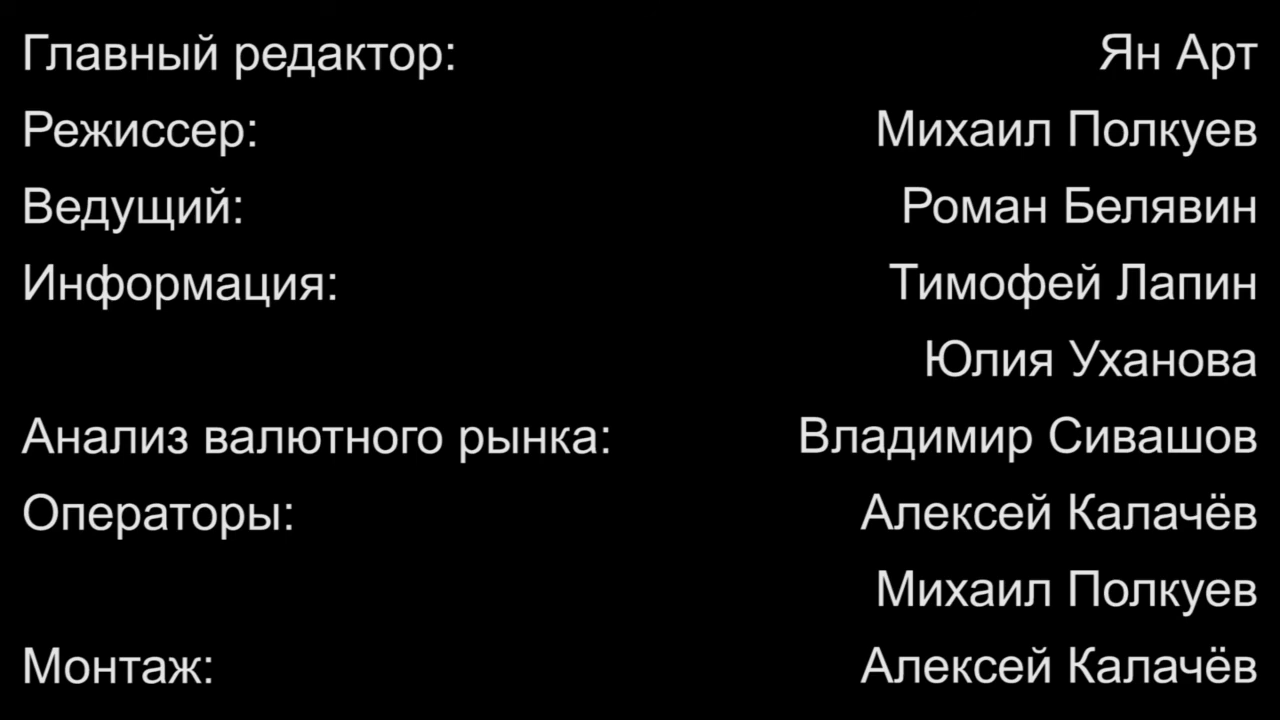 Главный редактор: Ян Арт
Режиссер: Михаил Полкуев
Ведущий: Роман Белявин
Информация: Тимофей Лапин
Юлия Уханова
Анализ валютного рынка: Владимир Сивашов
Операторы: Алексей Калачёв
Михаил Полкуев
Монтаж: Алексей Калачёв